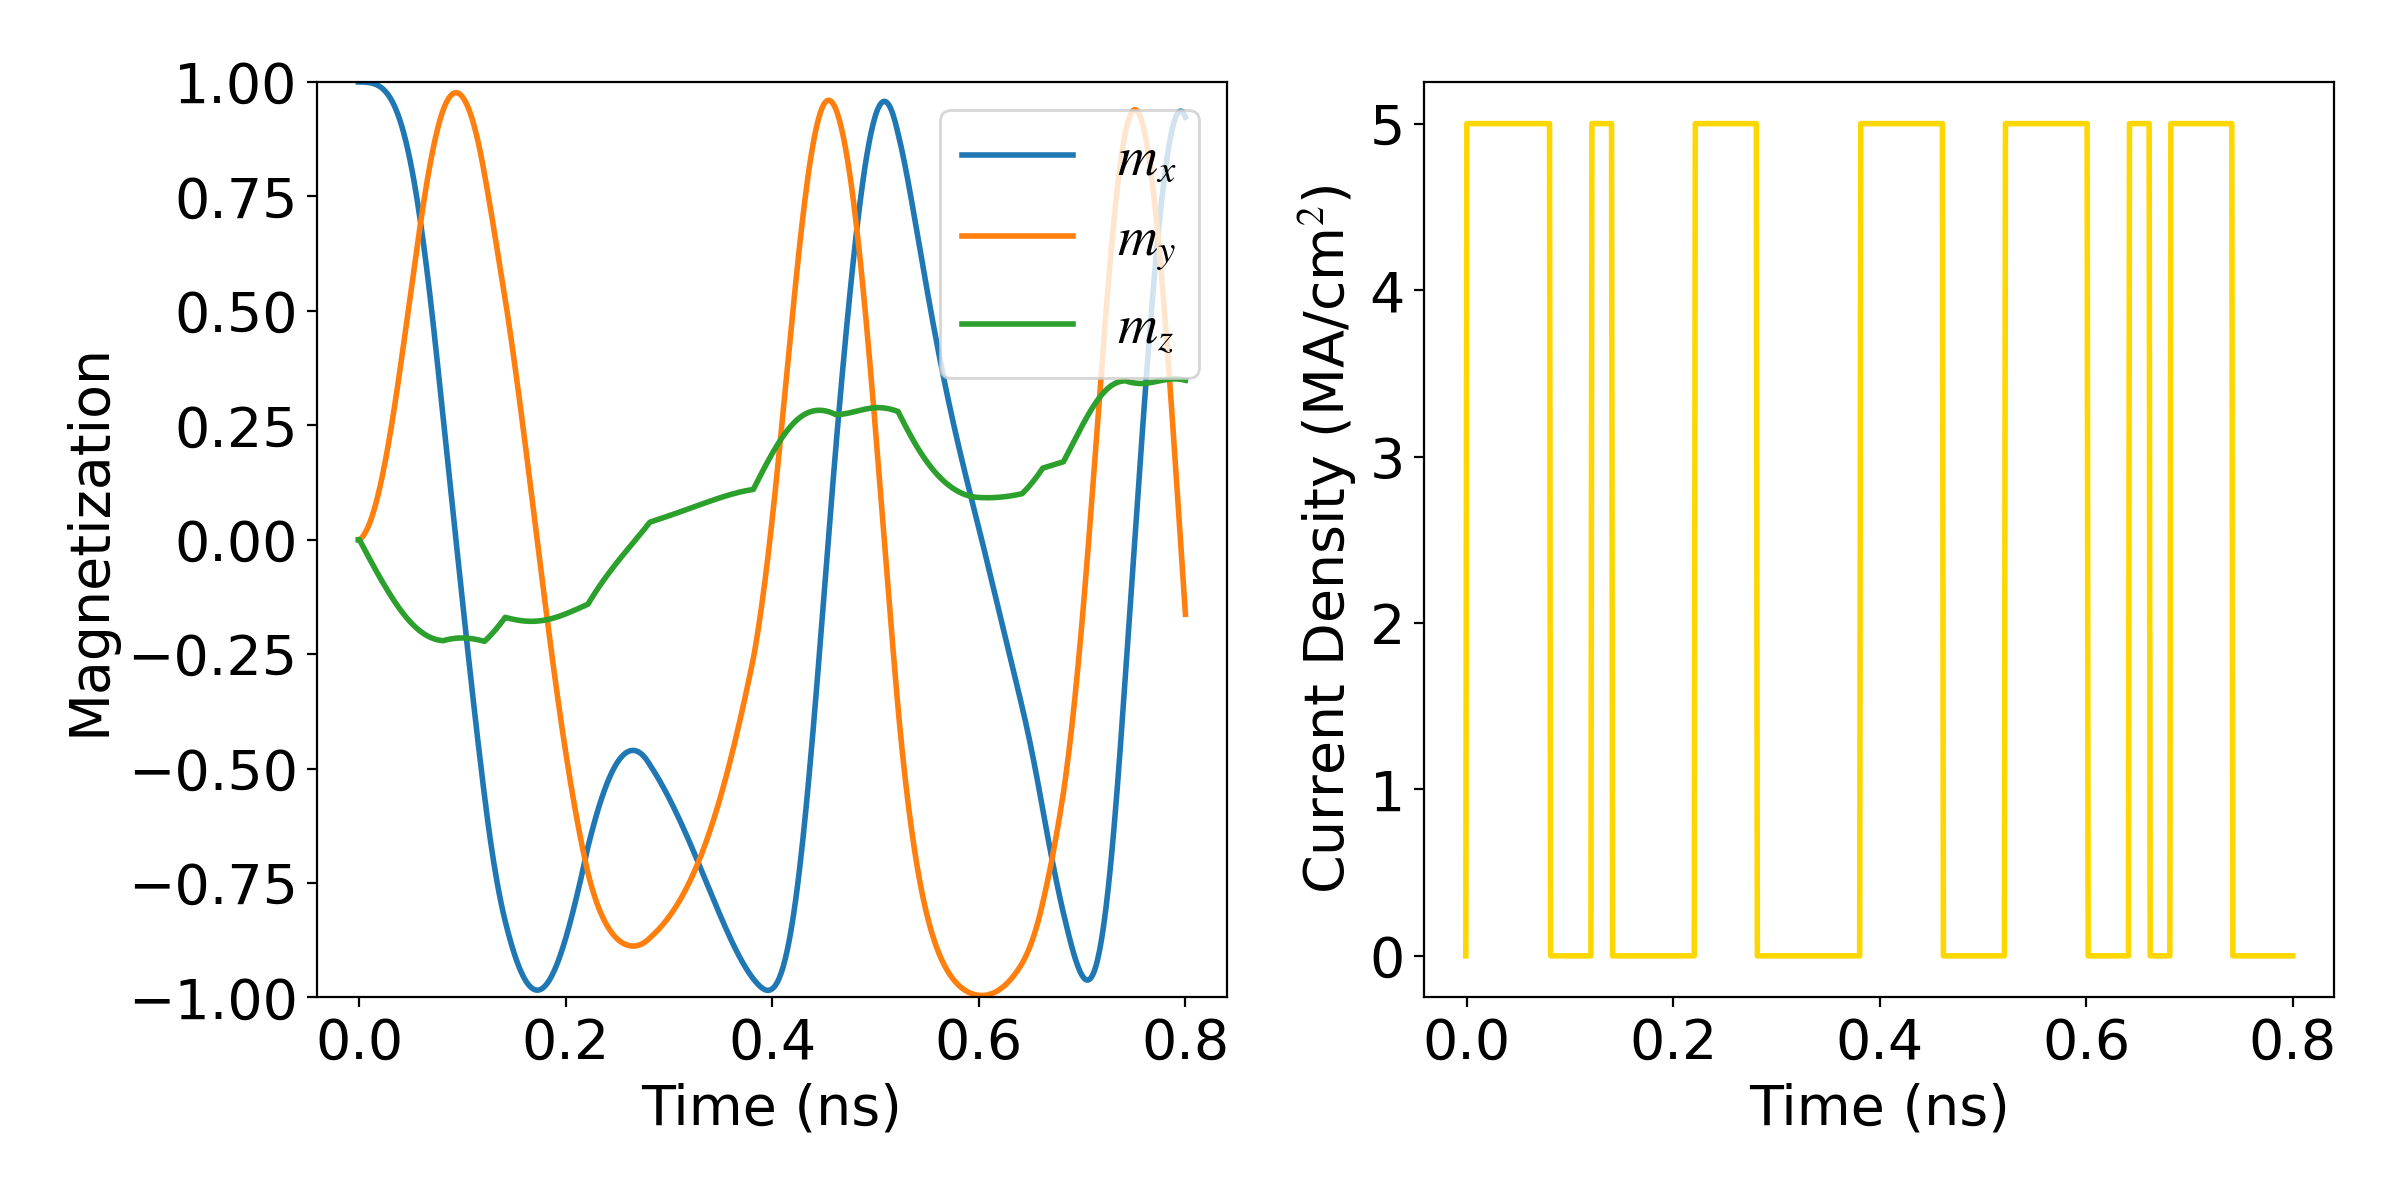 1.00
0.75
0.50
0.25
0.00
−0.25
−0.50
−0.75
−1.00
Magnetization
0.0 0.2 0.4 0.6 0.8
Time (ns)
m_x
m_y
m_z
5
4
3
2
1
0
Current Density (MA/cm²)
0.0 0.2 0.4 0.6 0.8
Time (ns)